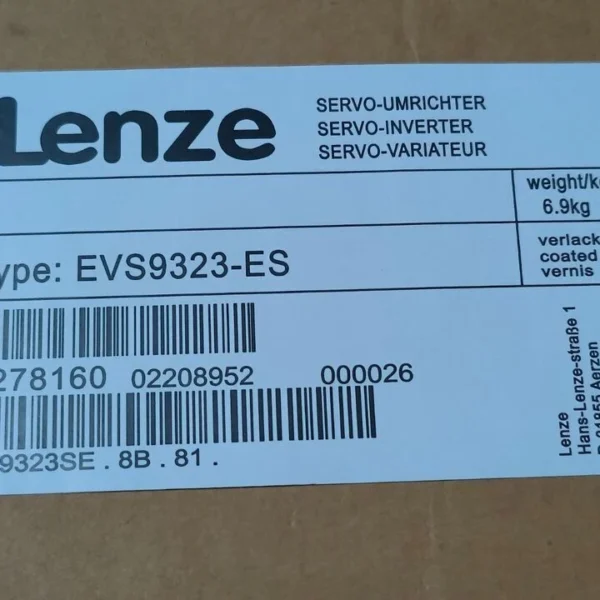 Lenze
SERVO-UMRICHTER
SERVO-INVERTER
SERVO-VARIATEUR
weight/k
6.9kg
ype: EVS9323-ES
verlack
coated
vernis
278160 02208952 000026
9323SE . 8B . 81 .
Lenze
Hans-Lenze-straße 1
Aerzen